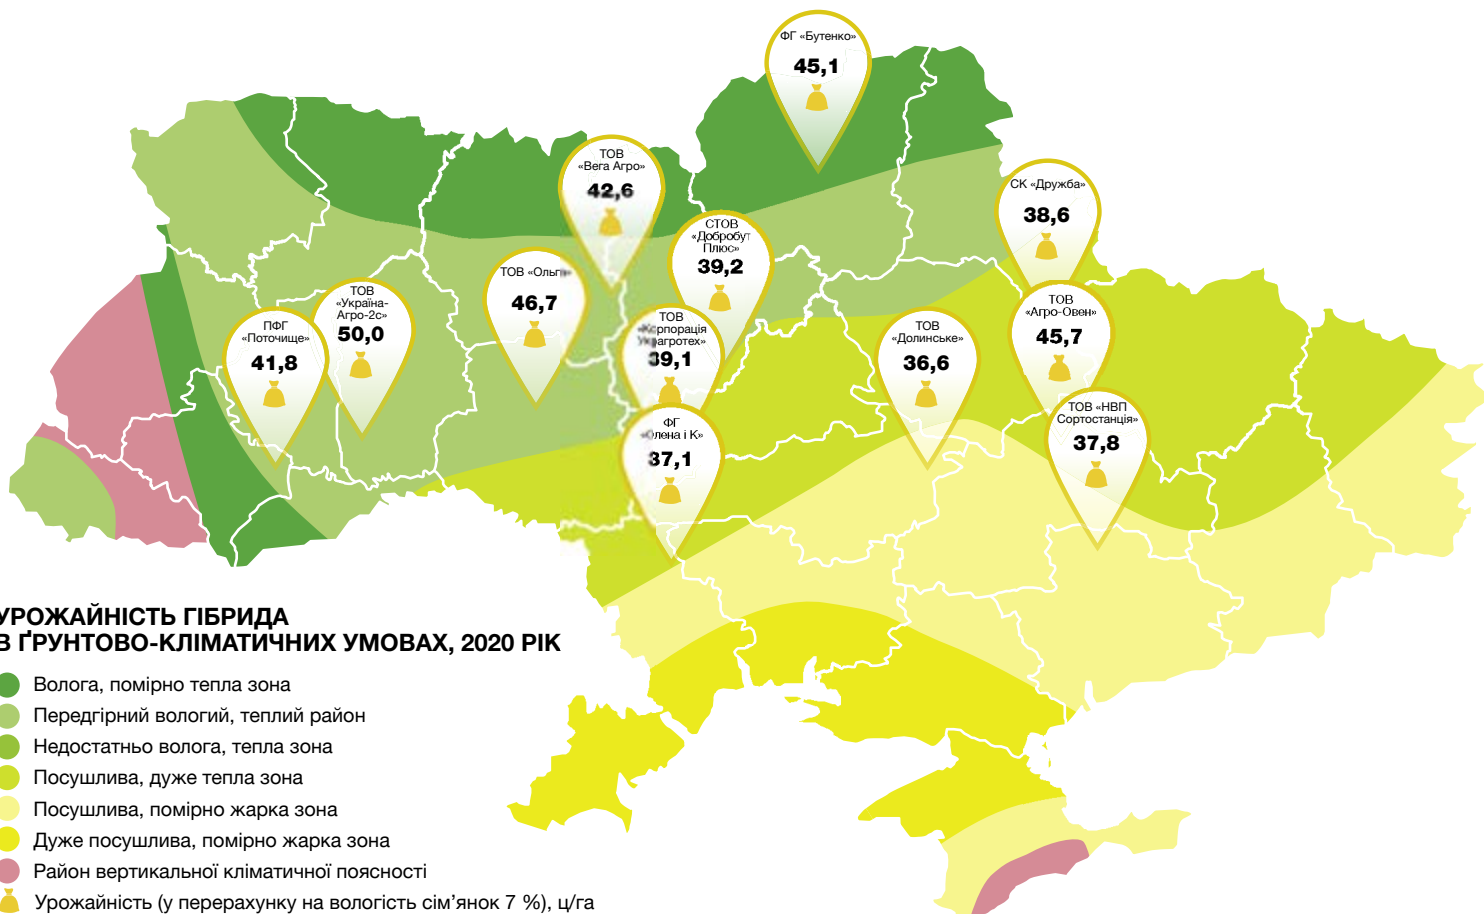 ФГ «Бутенко»
45,1
ТОВ
«Вега Агро»
42,6
СК «Дружба»
38,6
СТОВ
«Добробут
Плюс»
39,2
ТОВ «Ольга»
46,7
ТОВ
«Україна-
Агро-2с»
50,0
ПФГ
«Поточище»
41,8
ТОВ
«Корпорація
Украгротех»
39,1
ТОВ
«Долинське»
36,6
ТОВ
«Агро-Овен»
45,7
ФГ
«Олена і К»
37,1
ТОВ «НВП
Сортостанція»
37,8
УРОЖАЙНІСТЬ ГІБРИДА
В ҐРУНТОВО-КЛІМАТИЧНИХ УМОВАХ, 2020 РІК
Волога, помірно тепла зона
Передгірний вологий, теплий район
Недостатньо волога, тепла зона
Посушлива, дуже тепла зона
Посушлива, помірно жарка зона
Дуже посушлива, помірно жарка зона
Район вертикальної кліматичної поясності
Урожайність (у перерахунку на вологість сім’янок 7 %), ц/га